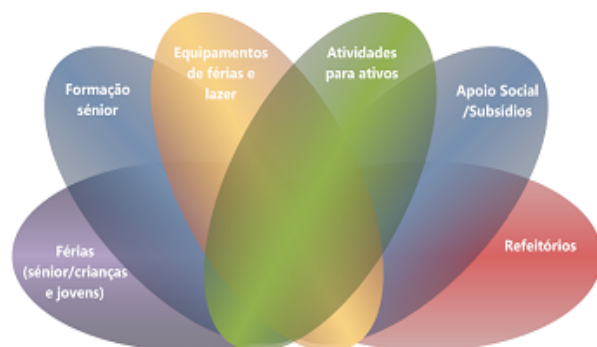 Equipamentos
de férias e
lazer
Atividades
para ativos
Formação
sénior
Apoio Social
/Subsídios
Férias
(sénior/crianças
e jovens)
Refeitórios